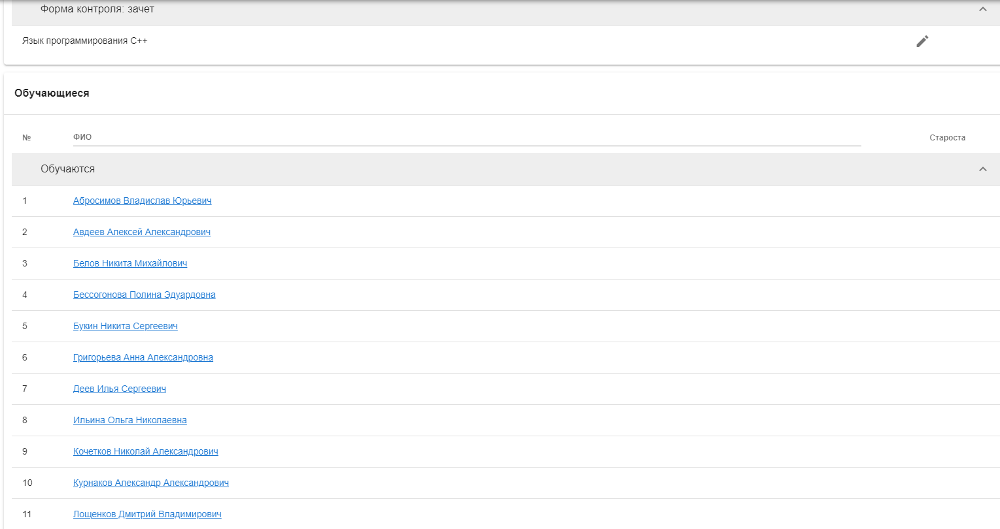 Форма контроля: зачет
Язык программирования C++
Обучающиеся
№ ФИО Староста
Обучаются
1 Абросимов Владислав Юрьевич
2 Авдеев Алексей Александрович
3 Белов Никита Михайлович
4 Бессогонова Полина Эдуардовна
5 Букин Никита Сергеевич
6 Григорьева Анна Александровна
7 Деев Илья Сергеевич
8 Ильина Ольга Николаевна
9 Кочетков Николай Александрович
10 Курнаков Александр Александрович
11 Лощенков Дмитрий Владимирович